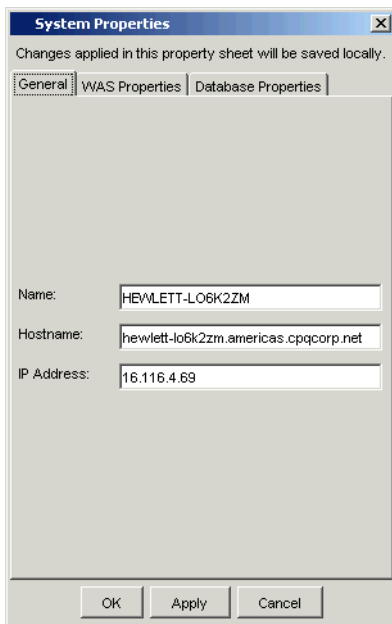 System Properties
Changes applied in this property sheet will be saved locally.
General WAS Properties Database Properties
Name: HEWLETT-LO6K2ZM
Hostname: hewlett-lo6k2zm.americas.cpqcorp.net
IP Address: 16.116.4.69
OK Apply Cancel